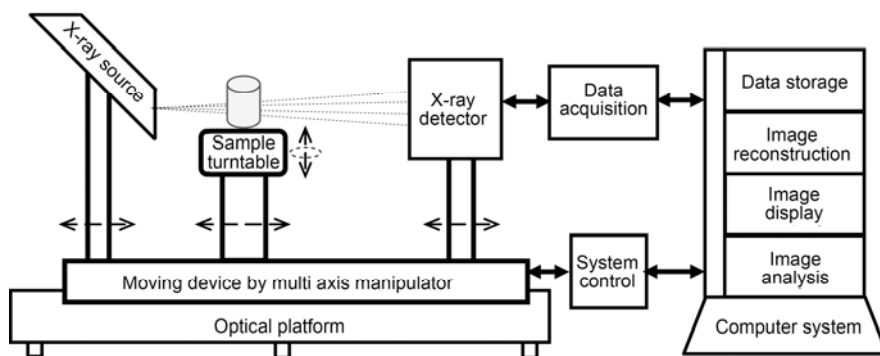 X-ray source
Sample
turntable
X-ray
detector
Data
acquisition
Data storage
Image
reconstruction
Image
display
Image
analysis
Computer system
System
control
Moving device by multi axis manipulator
Optical platform